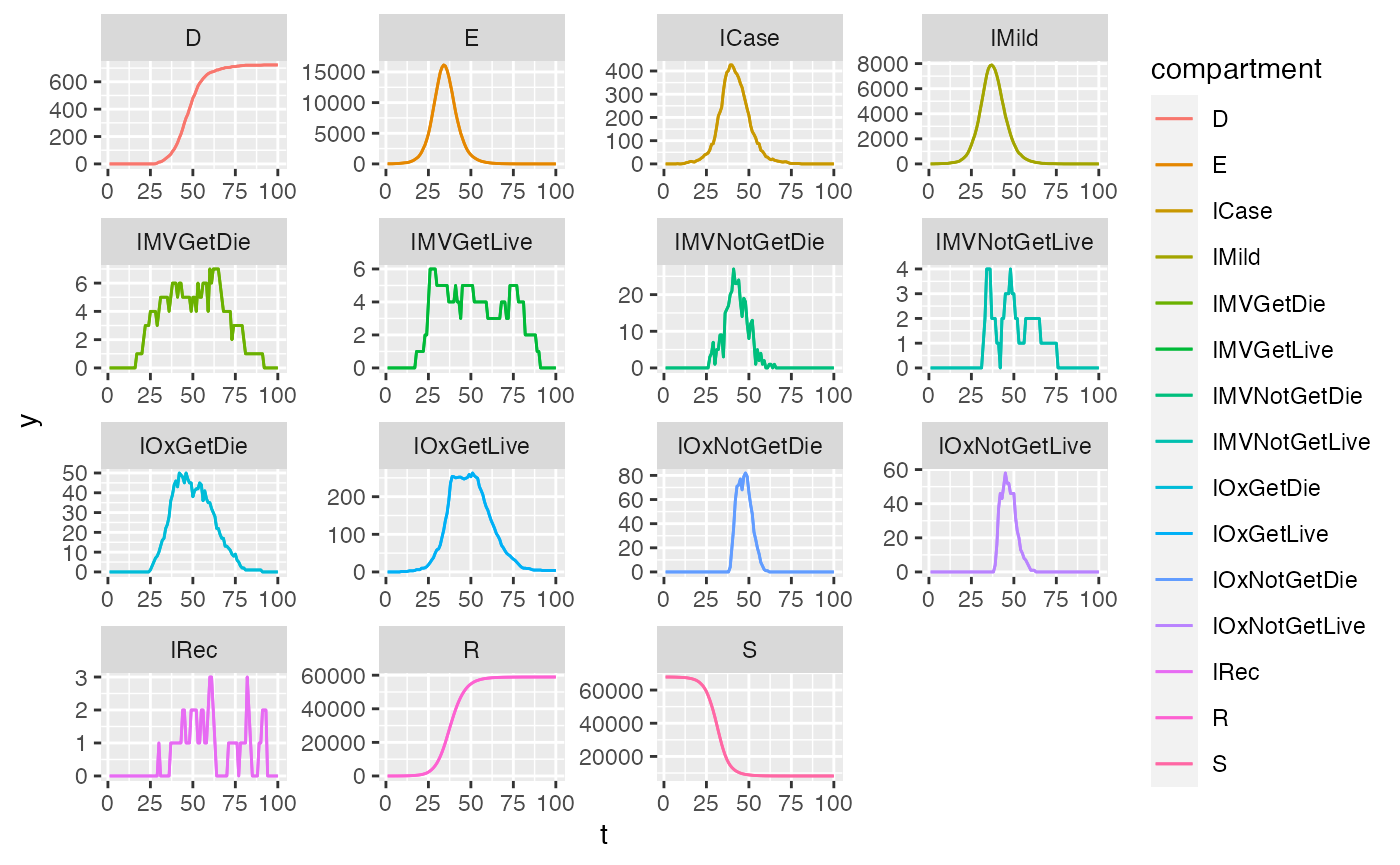 D E ICase IMild
600 400 200 0
15000 10000 5000 0
400 300 200 100 0
8000 6000 4000 2000 0
0 25 50 75 100 0 25 50 75 100 0 25 50 75 100 0 25 50 75 100
IMVGetDie IMVGetLive IMVNotGetDie IMVNotGetLive
6 4 2 0
6 4 2 0
20 10 0
4 3 2 1 0
0 25 50 75 100 0 25 50 75 100 0 25 50 75 100 0 25 50 75 100
IOxGetDie IOxGetLive IOxNotGetDie IOxNotGetLive
50 40 30 20 10 0
200 100 0
80 60 40 20 0
60 40 20 0
0 25 50 75 100 0 25 50 75 100 0 25 50 75 100 0 25 50 75 100
IRec R S
3 2 1 0
60000 40000 20000 0
60000 40000 20000
0 25 50 75 100 0 25 50 75 100 0 25 50 75 100
y
t
compartment
D
E
ICase
IMild
IMVGetDie
IMVGetLive
IMVNotGetDie
IMVNotGetLive
IOxGetDie
IOxGetLive
IOxNotGetDie
IOxNotGetLive
IRec
R
S